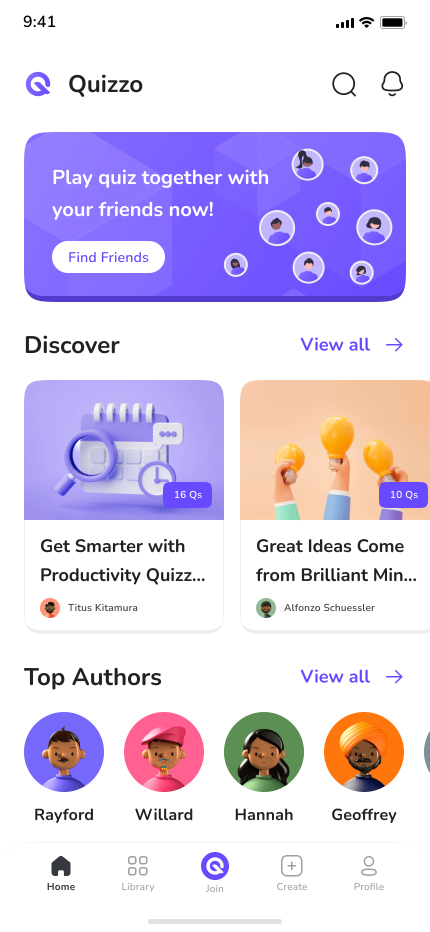 9:41
Quizzo
Play quiz together with
your friends now!
Find Friends
Discover
View all
16 Qs
10 Qs
Get Smarter with
Productivity Quizz...
Titus Kitamura
Great Ideas Come
from Brilliant Min...
Alfonzo Schuessler
Top Authors
View all
Rayford
Willard
Hannah
Geoffrey
Home
Library
Join
Create
Profile